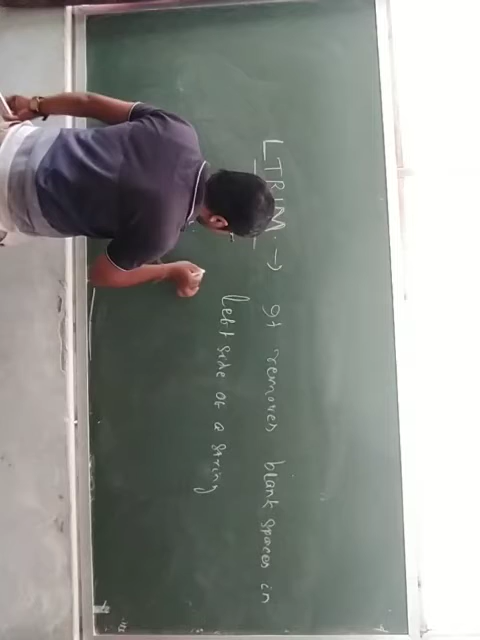 LTRIM → It removes blank spaces in
left side of a string